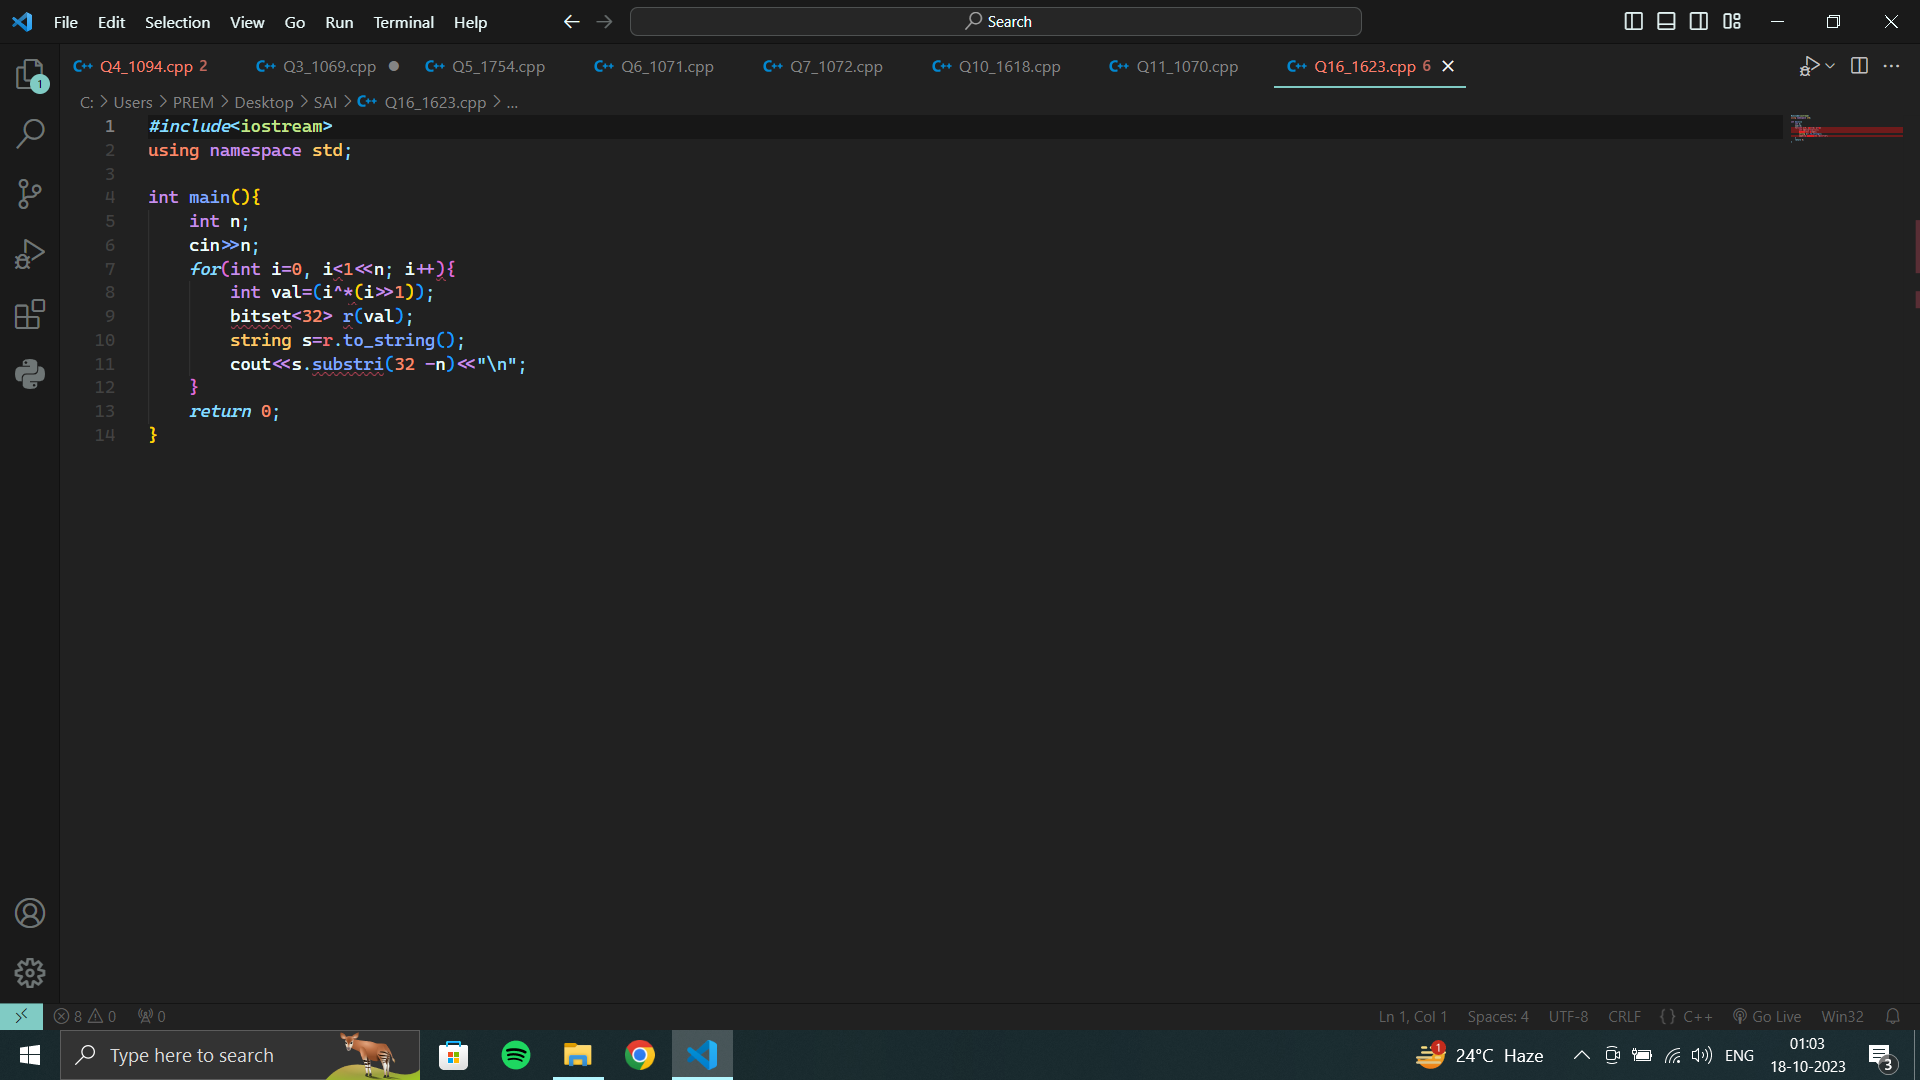 File Edit Selection View Go Run Terminal Help Search
C++ Q4_1094.cpp 2 C++ Q3_1069.cpp C++ Q5_1754.cpp C++ Q6_1071.cpp C++ Q7_1072.cpp C++ Q10_1618.cpp C++ Q11_1070.cpp C++ Q16_1623.cpp 6
1
C: > Users > PREM > Desktop > SAI > C++ Q16_1623.cpp > ...
1 #include<iostream>
2 using namespace std;
3
4 int main(){
5 int n;
6 cin>>n;
7 for(int i=0, i<1<<n; i++){
8 int val=(i^*(i>>1));
9 bitset<32> r(val);
10 string s=r.to_string();
11 cout<<s.substri(32 -n)<<"\n";
12 }
13 return 0;
14 }
8 0 0 Ln 1, Col 1 Spaces: 4 UTF-8 CRLF {} C++ Go Live Win32
Type here to search 1 24°C Haze ENG 01:03
18-10-2023 3